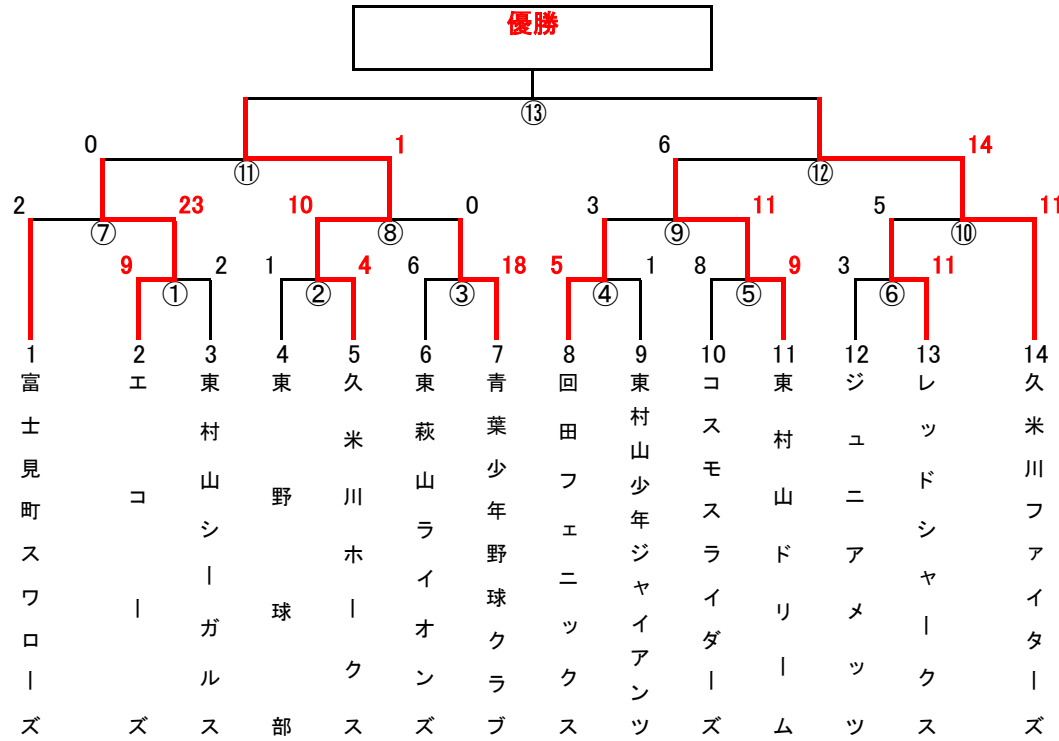 優勝
⑬
0 1 6 14
⑪ ⑫
2 23 10 0 3 11 5 11
⑦ ⑧ ⑨ ⑩
9 2 1 4 6 18 5 1 8 9 3 11
① ② ③ ④ ⑤ ⑥
1 2 3 4 5 6 7 8 9 10 11 12 13 14
富士見町スワローズ
エコーズ
東村山シーガルス
東野球部
久米川ホークス
東萩山ライオンズ
青葉少年野球クラブ
回田フェニックス
東村山少年ジャイアンツ
コスモスライダーズ
東村山ドリーム
ジュニアメッツ
レッドシャークス
久米川ファイターズ